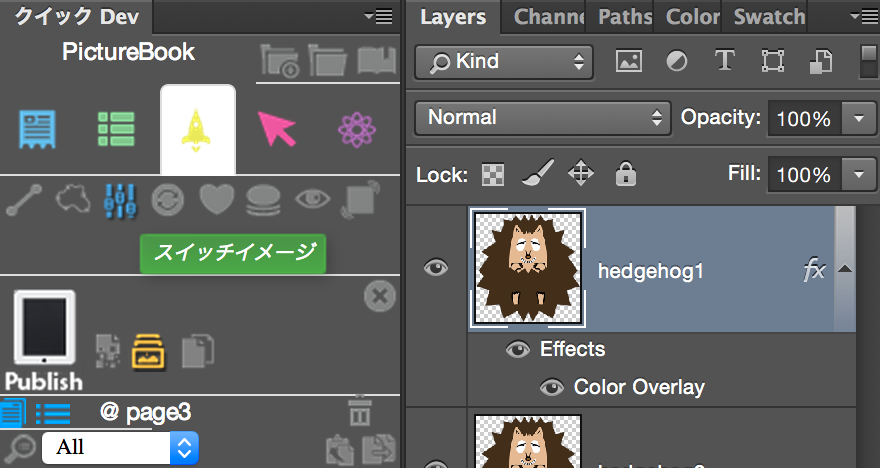 クイック Dev
PictureBook
スイッチイメージ
Publish
@ page3
All
Layers
Channe
Paths
Color
Swatch
Kind
Normal
Opacity: 100%
Lock:
Fill: 100%
hedgehog1
fx
Effects
Color Overlay